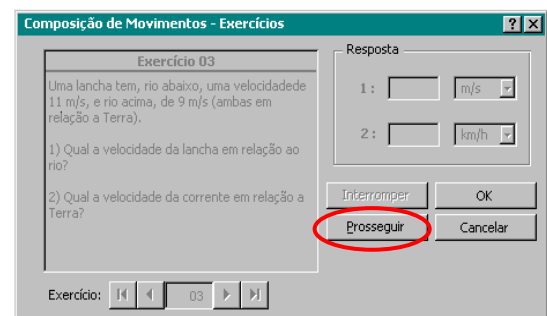 Composição de Movimentos - Exercícios
Exercício 03
Uma lancha tem, rio abaixo, uma velocidadede
11 m/s, e rio acima, de 9 m/s (ambas em
relação a Terra).
1) Qual a velocidade da lancha em relação ao
rio?
2) Qual a velocidade da corrente em relação a
Terra?
Resposta
1 : m/s
2 : km/h
Interromper OK
Prosseguir Cancelar
Exercício: 03